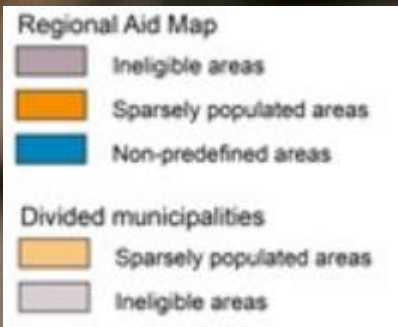 Regional Aid Map
Ineligible areas
Sparsely populated areas
Non-predefined areas
Divided municipalities
Sparsely populated areas
Ineligible areas